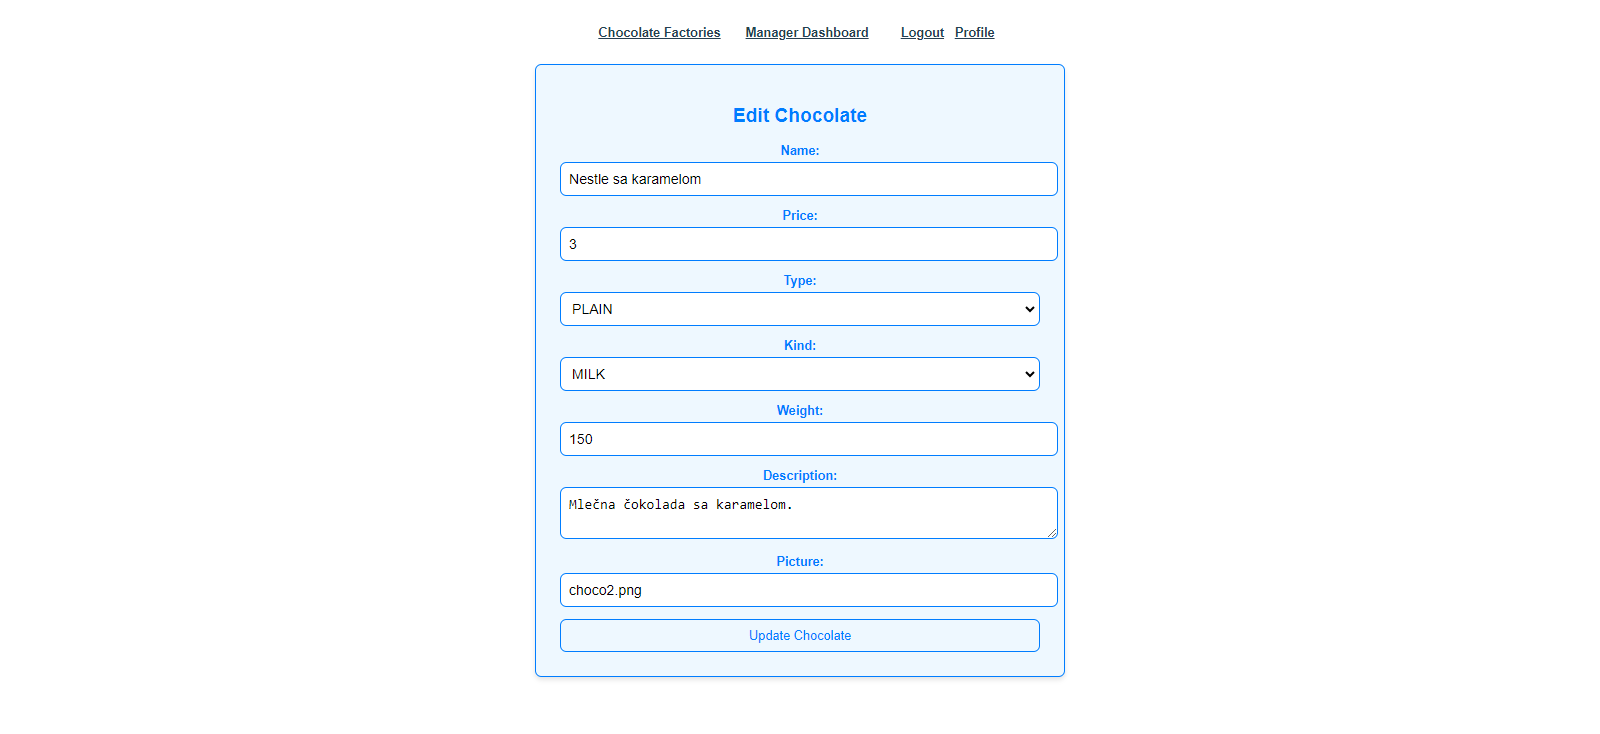 Chocolate Factories Manager Dashboard Logout Profile
Edit Chocolate
Name:
Nestle sa karamelom
Price:
3
Type:
PLAIN
Kind:
MILK
Weight:
150
Description:
Mlečna čokolada sa karamelom.
Picture:
choco2.png
Update Chocolate